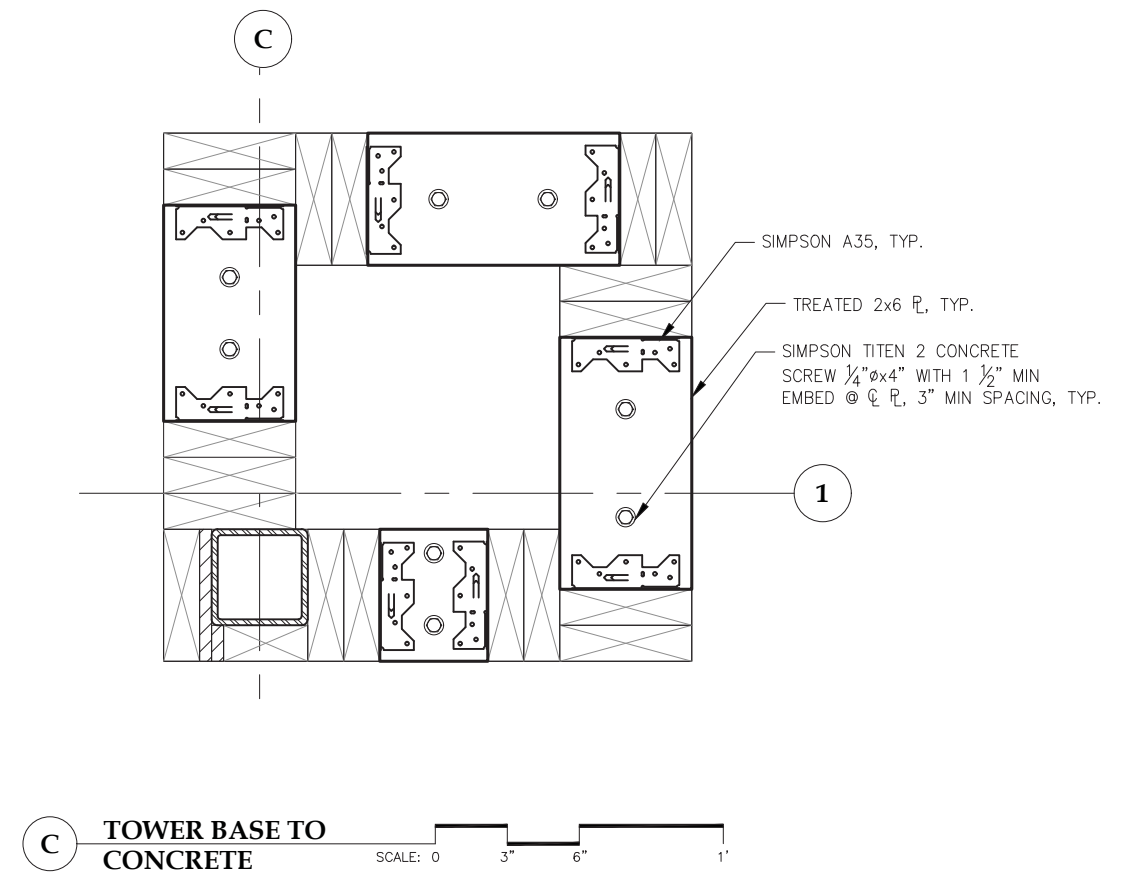 C
SIMPSON A35, TYP.
TREATED 2x6 ⅊, TYP.
SIMPSON TITEN 2 CONCRETE
SCREW ¼"øx4" WITH 1 ½" MIN
EMBED @ ℄ ⅊, 3" MIN SPACING, TYP.
1
C
TOWER BASE TO
CONCRETE
SCALE: 0 3" 6" 1'